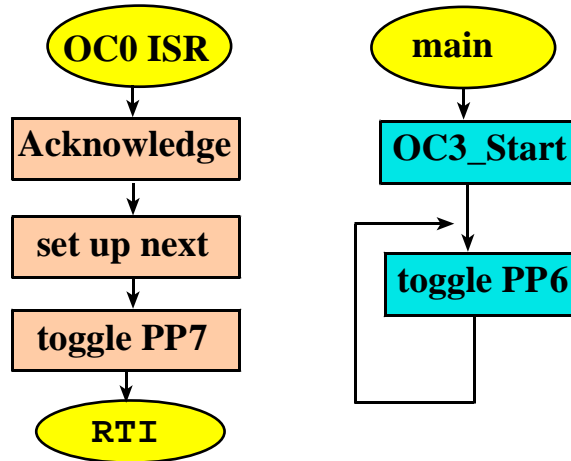 OC0 ISR
Acknowledge
set up next
toggle PP7
RTI
main
OC3_Start
toggle PP6